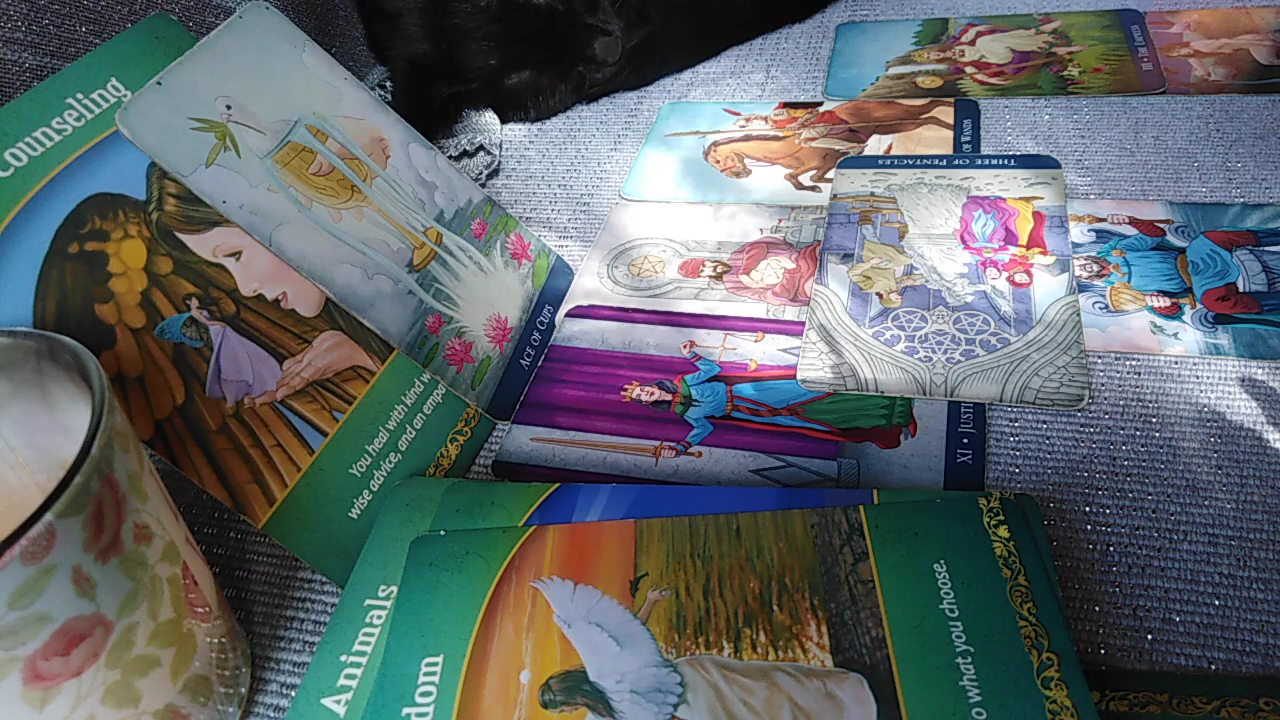 Counseling
You heal with kind w
wise advice, and an empa
ACE OF CUPS
III • THE EMPRESS
OF WANDS
THREE OF PENTACLES
XI • JUSTI
Animals
dom
o what you choose.